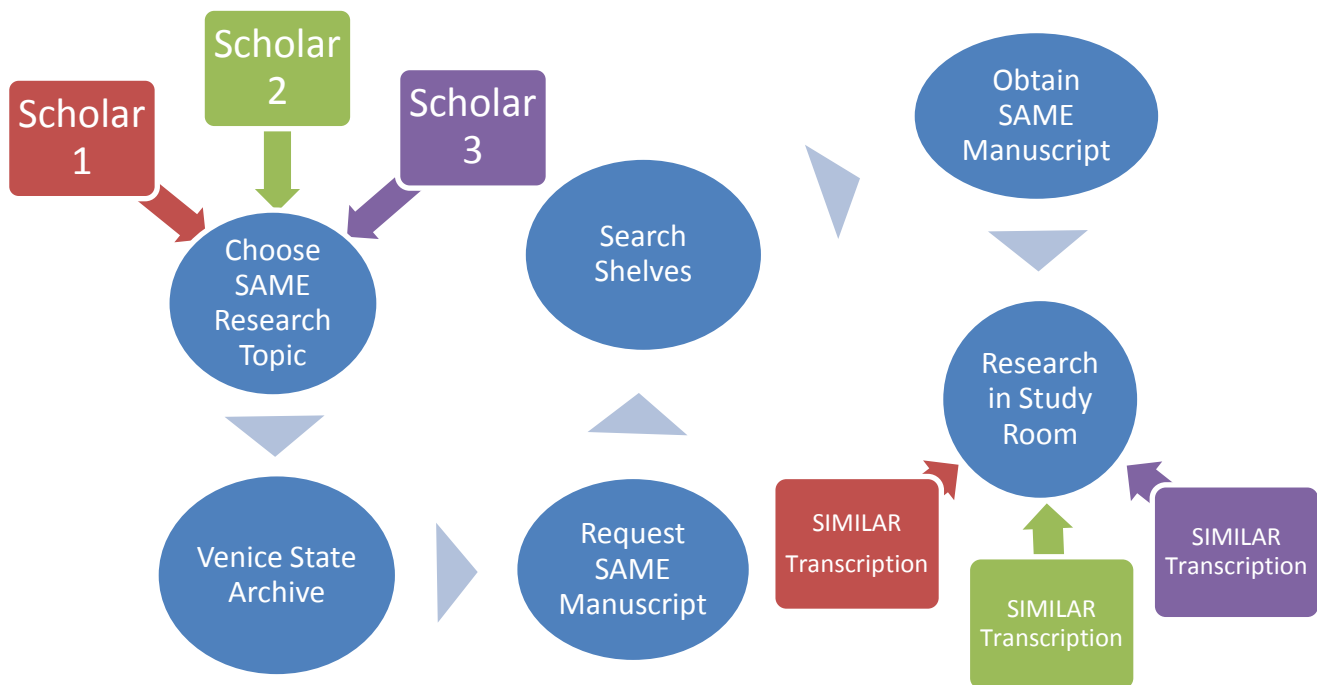 Scholar
1
Scholar
2
Scholar
3
Choose
SAME
Research
Topic
Venice State
Archive
Request
SAME
Manuscript
Search
Shelves
Obtain
SAME
Manuscript
Research
in Study
Room
SIMILAR
Transcription
SIMILAR
Transcription
SIMILAR
Transcription